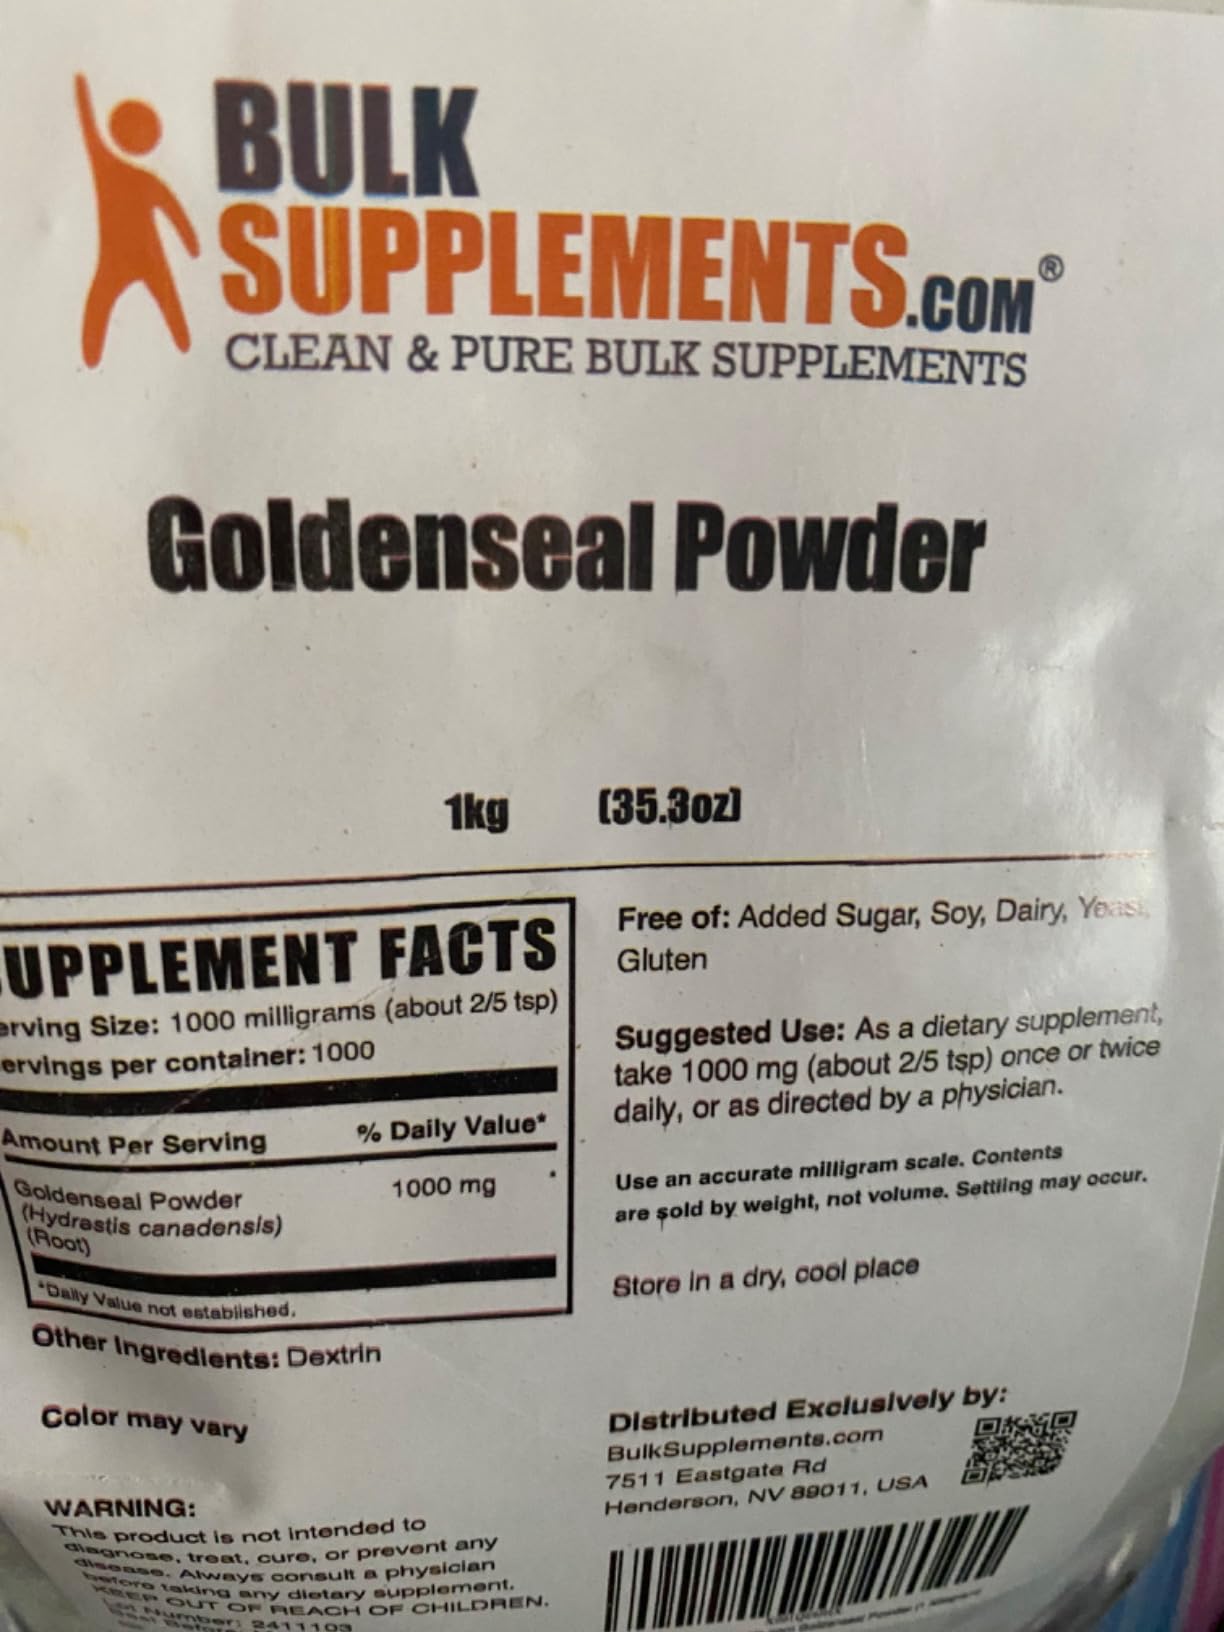 BULK
SUPPLEMENTS.COM®
CLEAN & PURE BULK SUPPLEMENTS
Goldenseal Powder
1kg (35.3oz)
UPPLEMENT FACTS
erving Size: 1000 milligrams (about 2/5 tsp)
ervings per container: 1000
Amount Per Serving % Daily Value*
Goldenseal Powder 1000 mg *
(Hydrastis canadensis)
(Root)
*Daily Value not established.
Other Ingredients: Dextrin
Color may vary
WARNING:
This product is not intended to
diagnose, treat, cure, or prevent any
disease. Always consult a physician
before taking any dietary supplement.
KEEP OUT OF REACH OF CHILDREN.
Lot Number: 2411103
Best Before
Free of: Added Sugar, Soy, Dairy, Yeast,
Gluten
Suggested Use: As a dietary supplement,
take 1000 mg (about 2/5 tsp) once or twice
daily, or as directed by a physician.
Use an accurate milligram scale. Contents
are sold by weight, not volume. Settling may occur.
Store in a dry, cool place
Distributed Exclusively by:
BulkSupplements.com
7511 Eastgate Rd
Henderson, NV 89011, USA